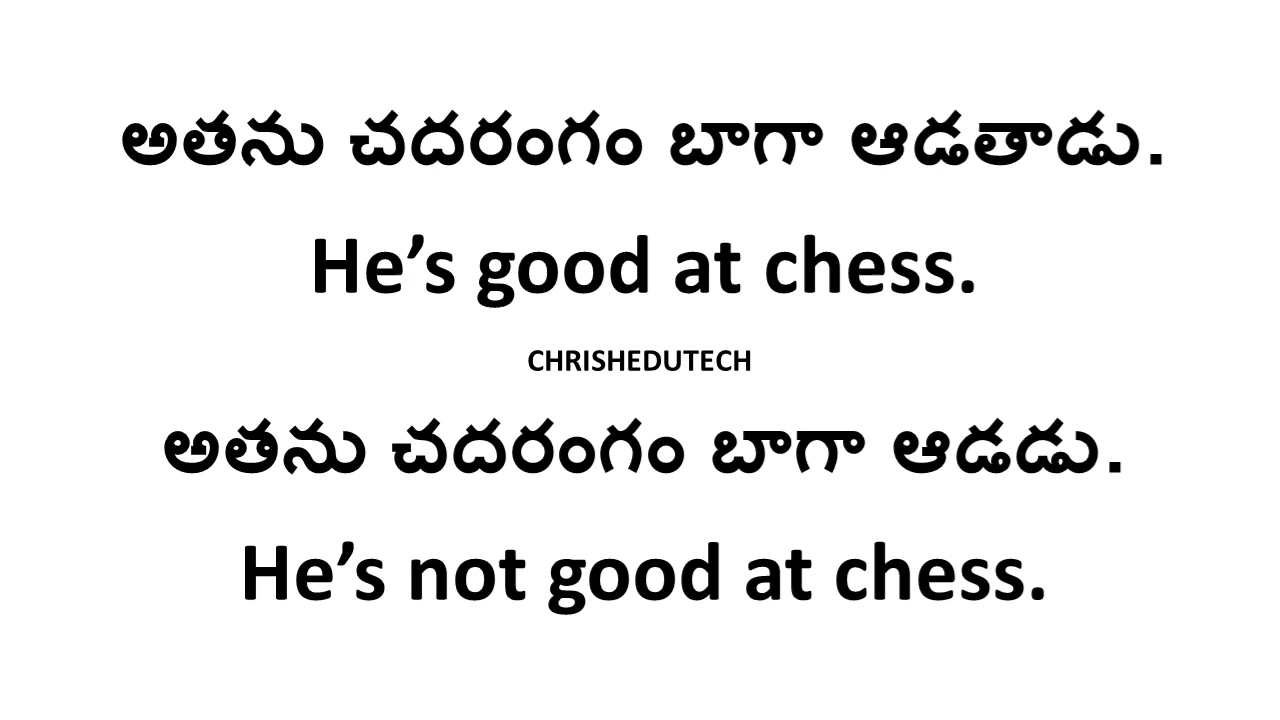 అతను చదరంగం బాగా ఆడతాడు.
He’s good at chess.
CHRISHEDUTECH
అతను చదరంగం బాగా ఆడడు.
He’s not good at chess.